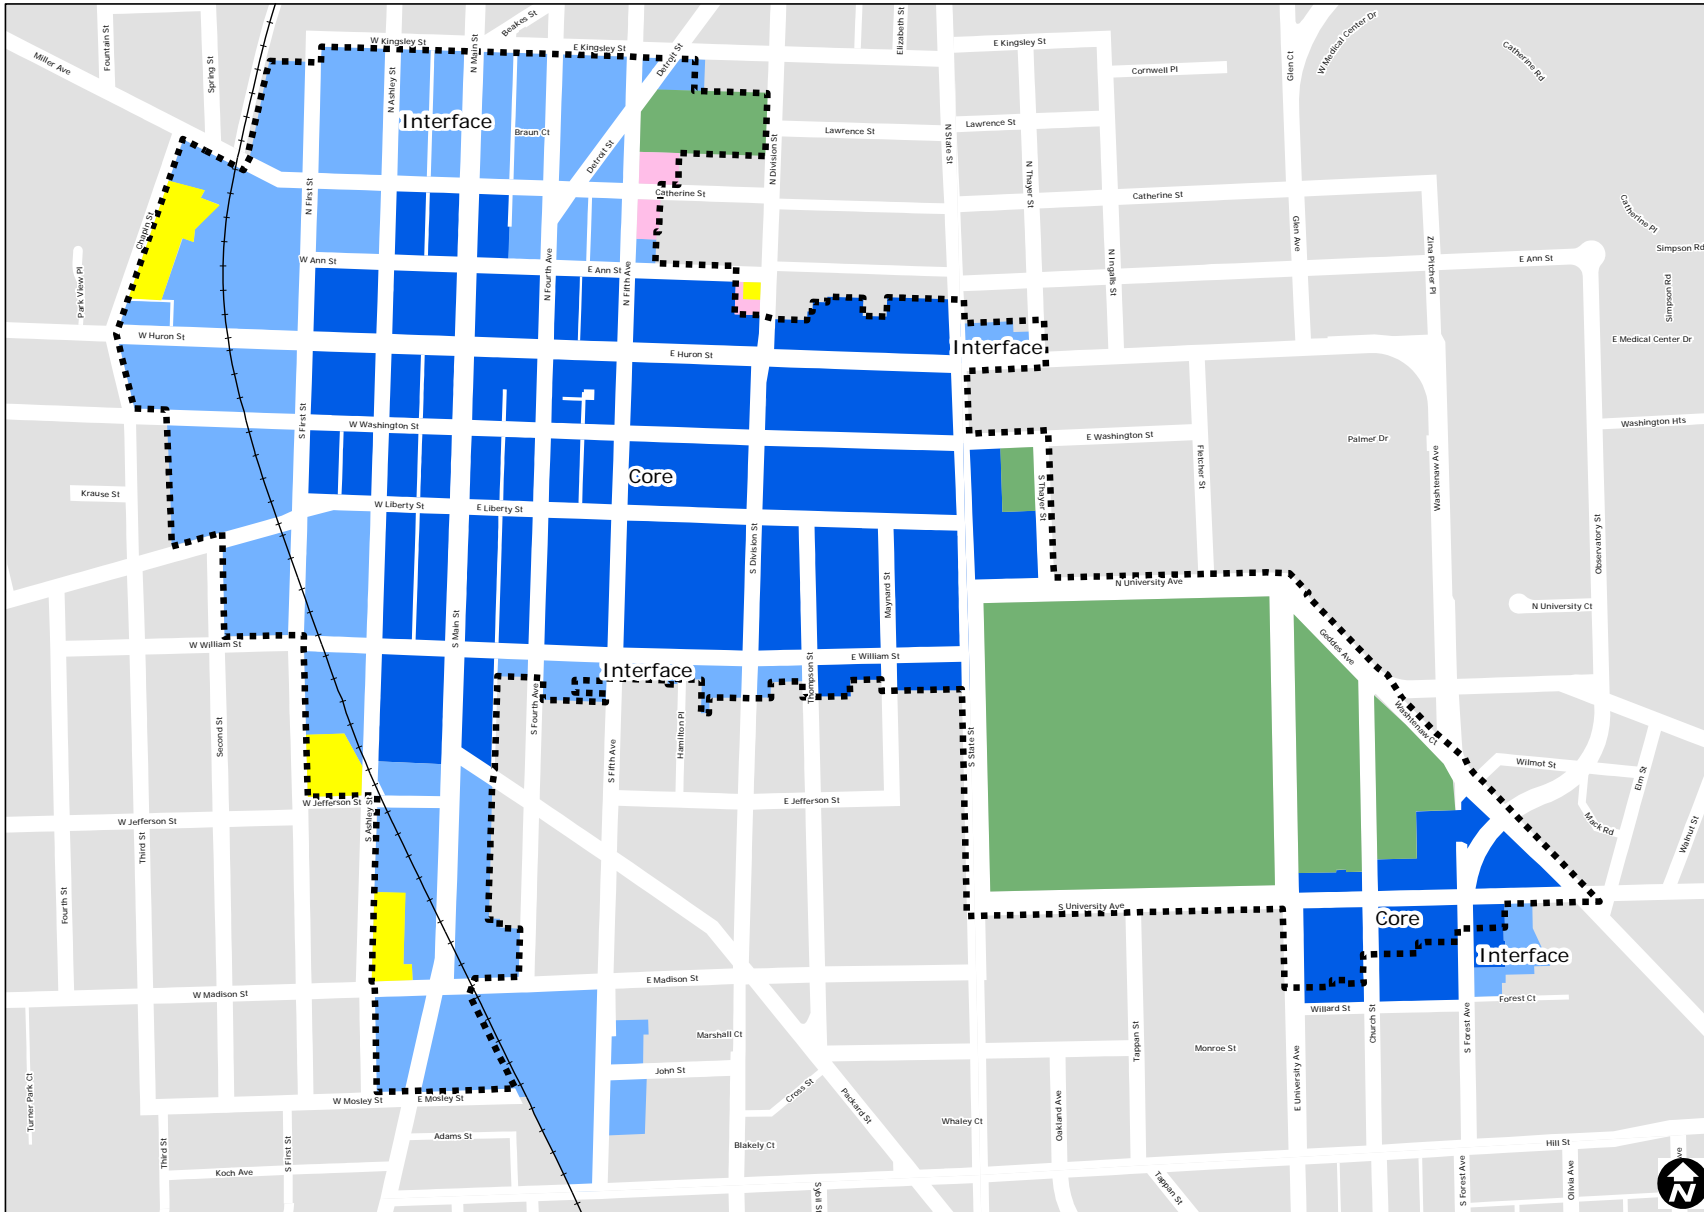 Beakes St
W Kingsley St
E Kingsley St
E Kingsley St
Elizabeth St
Detroit St
Fountain St
Miller Ave
Spring St
N Ashley St
N Main St
Glen Ct
W Medical Center Dr
Catherine Rd
Cornwell Pl
Interface
Braun Ct
Lawrence St
Lawrence St
N State St
N Division St
Detroit St
N First St
Catherine St
Catherine St
N Thayer St
Catherine Pl
Chapin St
Glen Ave
Zina Pitcher Pl
Simpson Rd
Simpson Rd
Park View Pl
W Ann St
E Ann St
E Ann St
N Fourth Ave
N Fifth Ave
N Ingalls St
W Huron St
E Huron St
Interface
E Medical Center Dr
S First St
W Washington St
E Washington St
Palmer Dr
Washington Hts
Fletcher St
Washtenaw Ave
Core
Krause St
W Liberty St
E Liberty St
S Thayer St
S Division St
Observatory St
N University Ave
Maynard St
N University Ct
S Main St
W William St
E William St
Geddes Ave
Interface
Thompson St
S Fourth Ave
Second St
Hamilton Pl
S Fifth Ave
S State St
Washtenaw Ct
Wilmot St
Elm St
W Jefferson St
W Jefferson St
E Jefferson St
S Ashley St
Third St
Mack Rd
Walnut St
Fourth St
S University Ave
Core
Interface
W Madison St
E Madison St
Forest Ct
Willard St
Church St
S Forest Ave
Marshall Ct
Tappan St
Monroe St
John St
Turner Park Ct
E University Ave
Cross St
Packard St
Oakland Ave
W Mosley St
E Mosley St
Whaley Ct
Adams St
Blakely Ct
Third St
S First St
Koch Ave
Hill St
Sybil St
Tappan St
S Forest Ave
Olivia Ave
ve
N